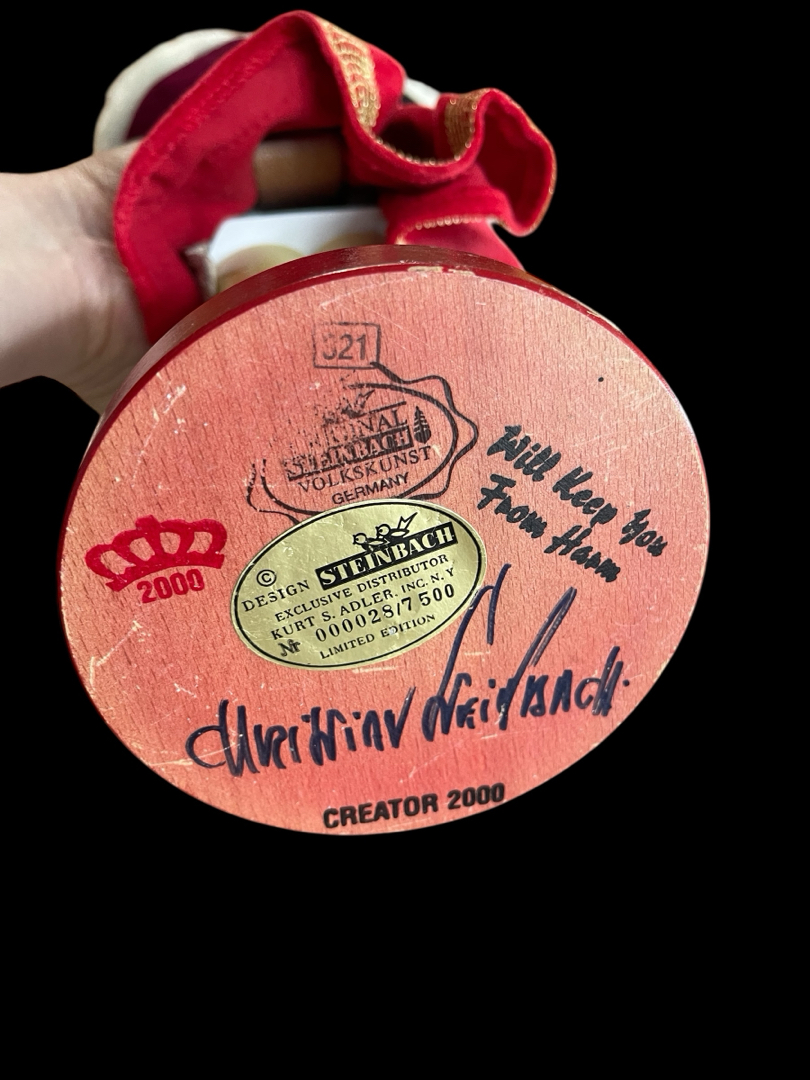 321
ORIGINAL
STEINBACH
VOLKSKUNST
GERMANY
Will Keep You
From Harm
2000
©
DESIGN STEINBACH
EXCLUSIVE DISTRIBUTOR
KURT S. ADLER. INC. N. Y
Nr 000028/7500
LIMITED EDITION
Christian Steinbach.
CREATOR 2000